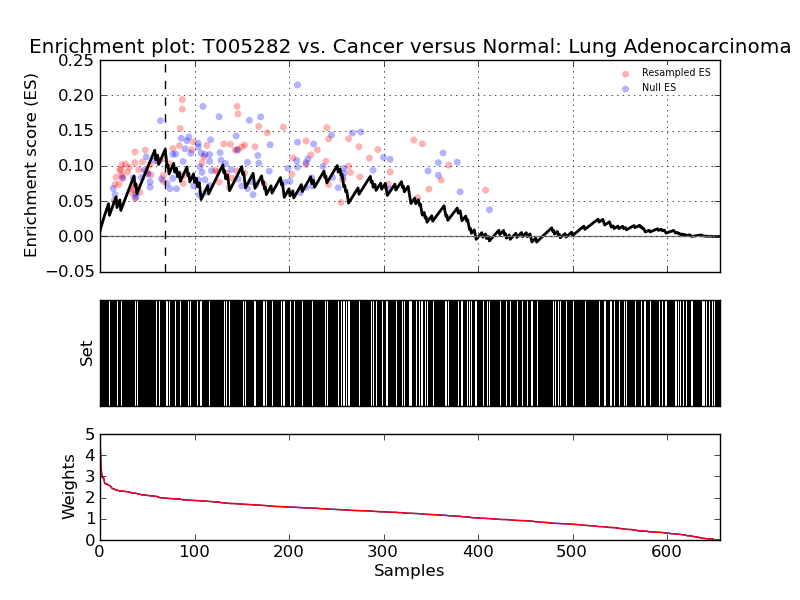 Enrichment plot: T005282 vs. Cancer versus Normal: Lung Adenocarcinoma
Enrichment score (ES)
0.25
0.20
0.15
0.10
0.05
0.00
−0.05
Resampled ES
Null ES
Set
Weights
5
4
3
2
1
0
0 100 200 300 400 500 600
Samples